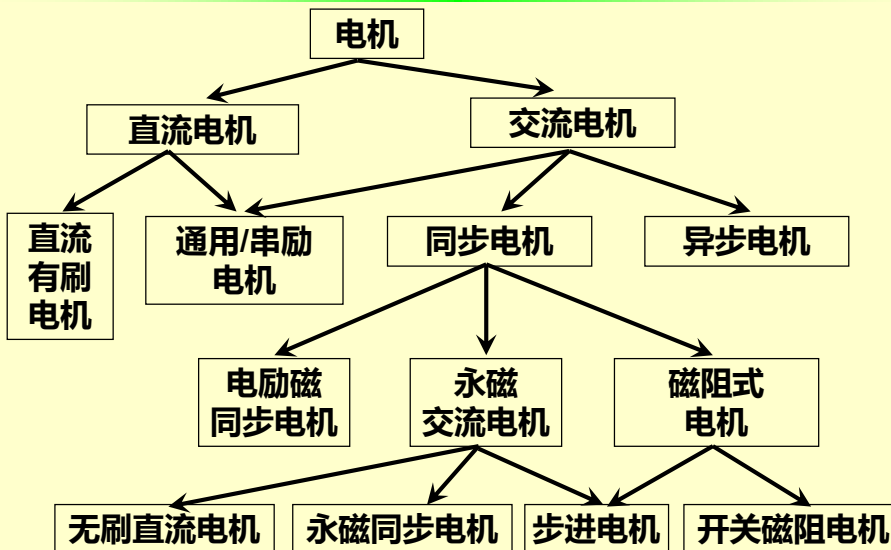 电机
直流电机
交流电机
直流
有刷
电机
通用/串励
电机
同步电机
异步电机
电励磁
同步电机
永磁
交流电机
磁阻式
电机
无刷直流电机
永磁同步电机
步进电机
开关磁阻电机